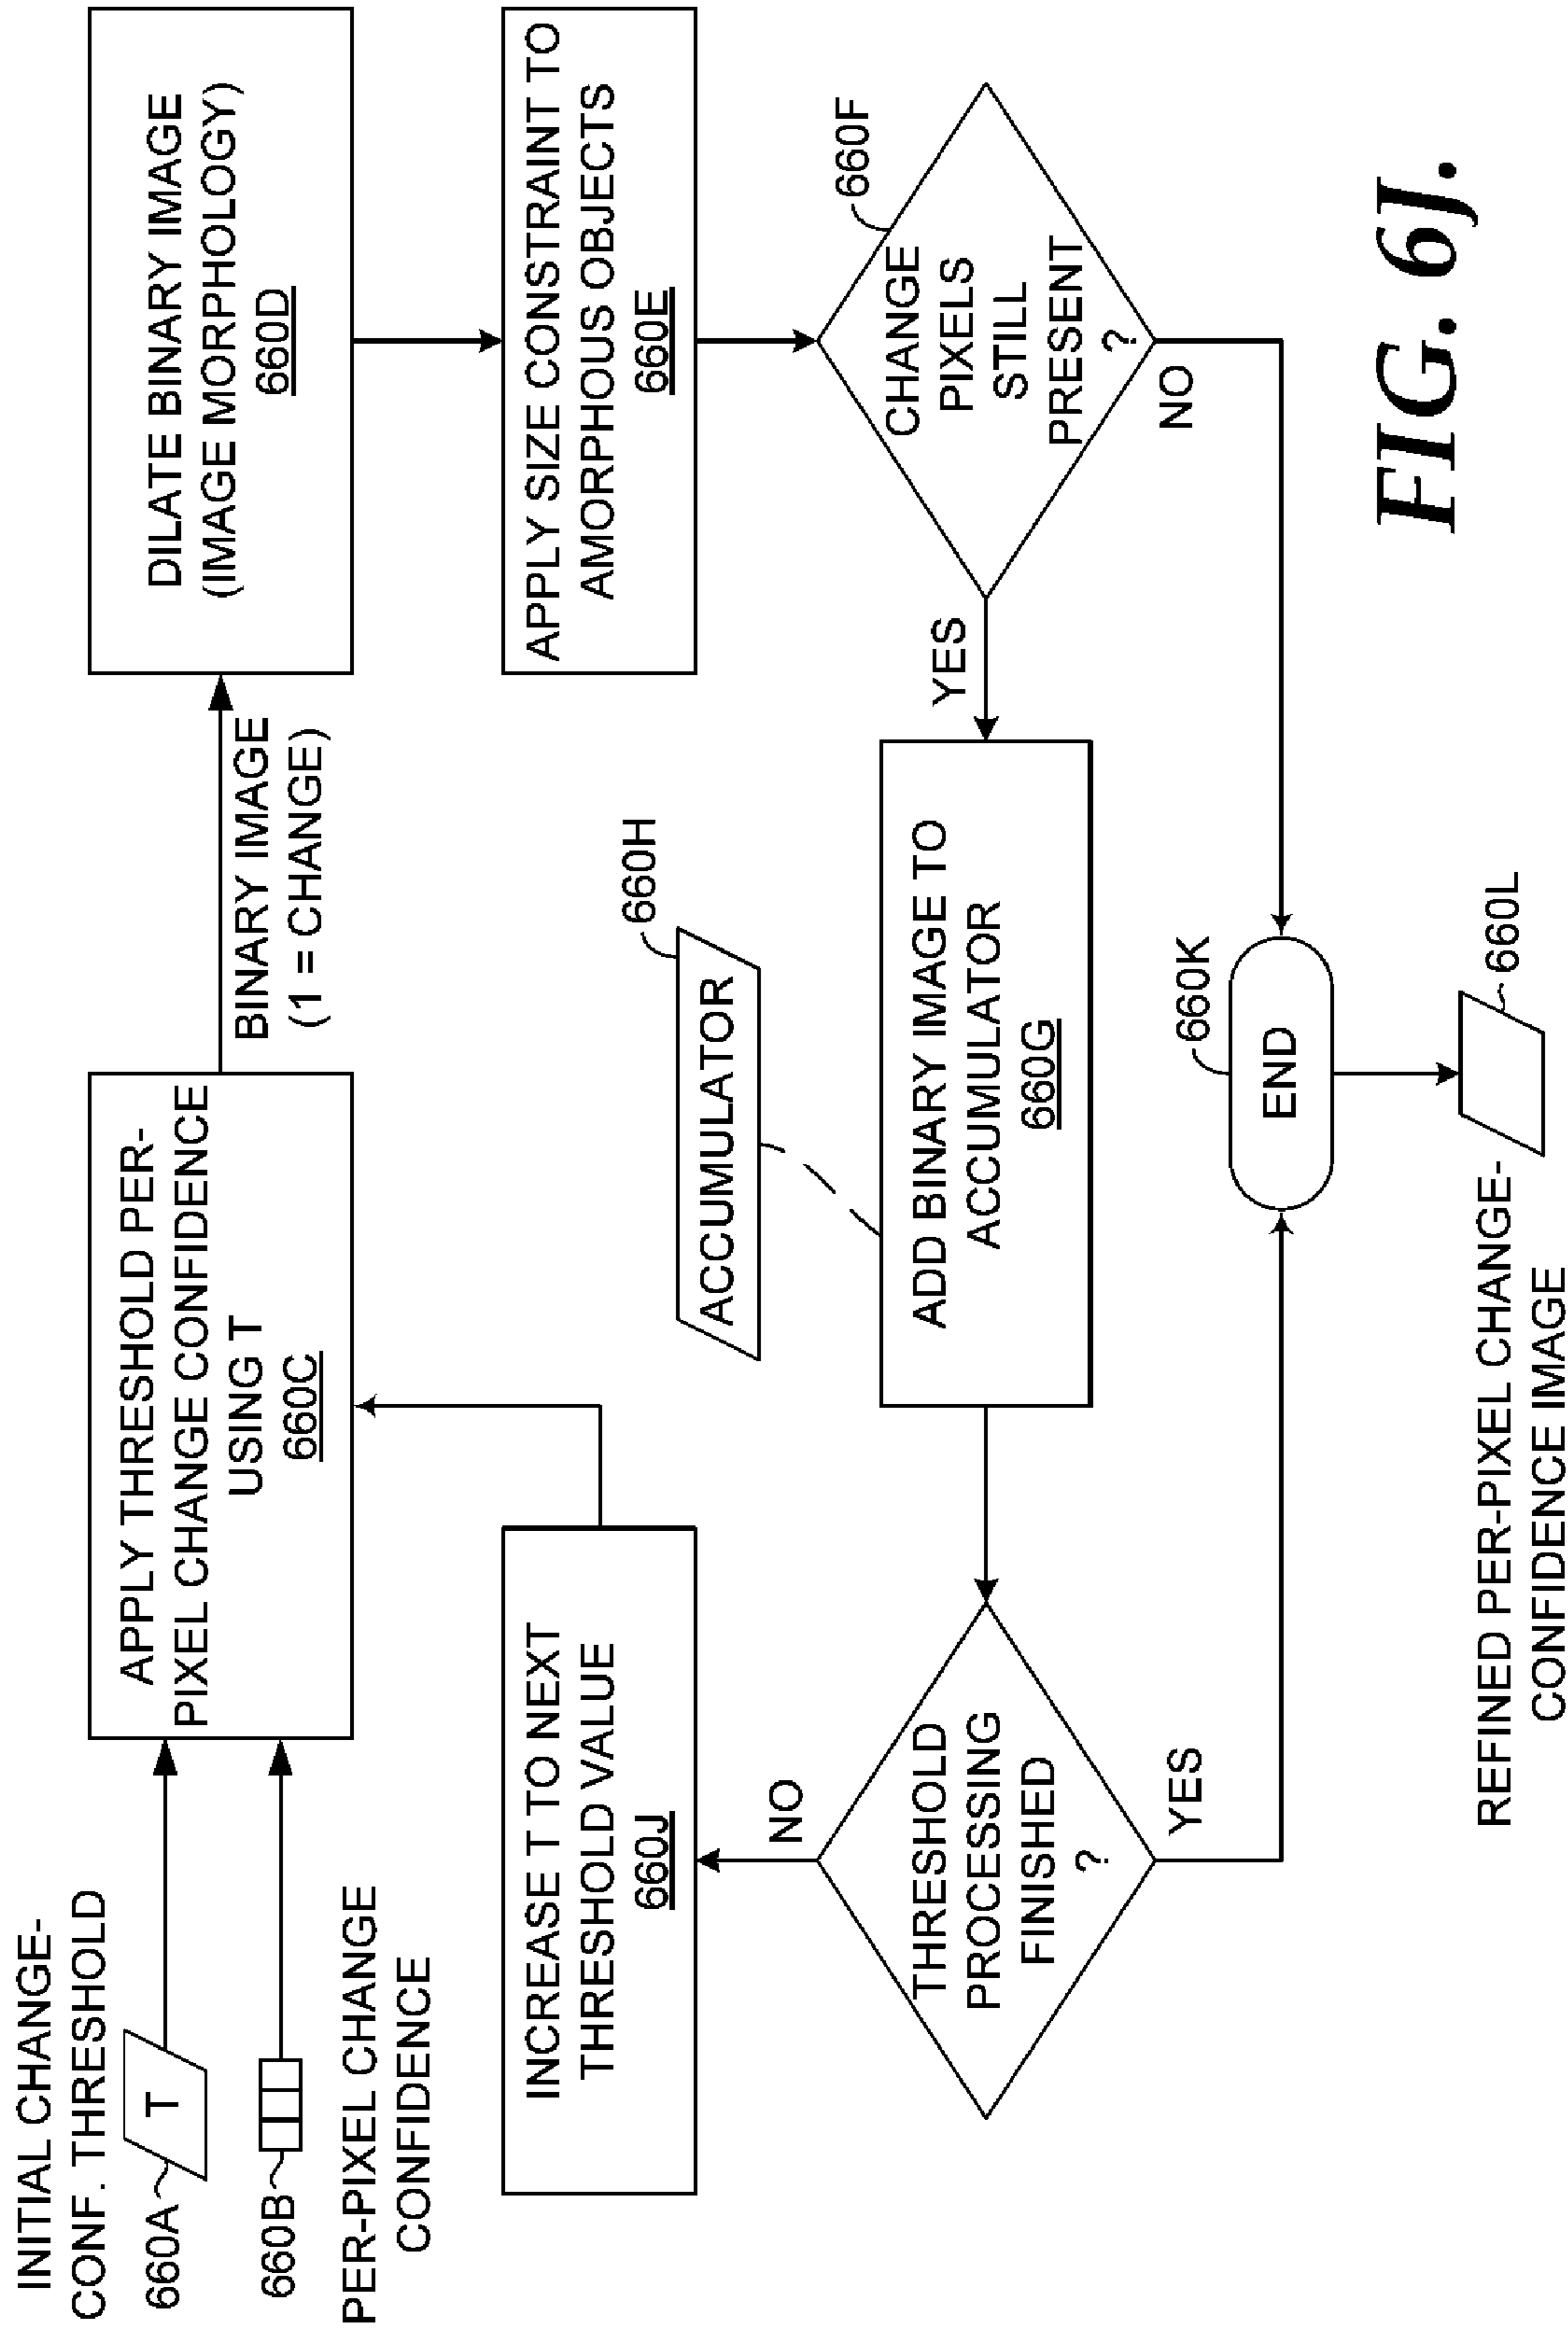 INITIAL CHANGE-
CONF. THRESHOLD
T
660A
660B
PER-PIXEL CHANGE
CONFIDENCE
APPLY THRESHOLD PER-
PIXEL CHANGE CONFIDENCE
USING T
660C
BINARY IMAGE
(1 = CHANGE)
DILATE BINARY IMAGE
(IMAGE MORPHOLOGY)
660D
APPLY SIZE CONSTRAINT TO
AMORPHOUS OBJECTS
660E
660F
CHANGE
PIXELS
STILL
PRESENT
?
YES
NO
660H
ACCUMULATOR
ADD BINARY IMAGE TO
ACCUMULATOR
660G
THRESHOLD
PROCESSING
FINISHED
?
NO
YES
INCREASE T TO NEXT
THRESHOLD VALUE
660J
660K
END
660L
REFINED PER-PIXEL CHANGE-
CONFIDENCE IMAGE
FIG. 6J.